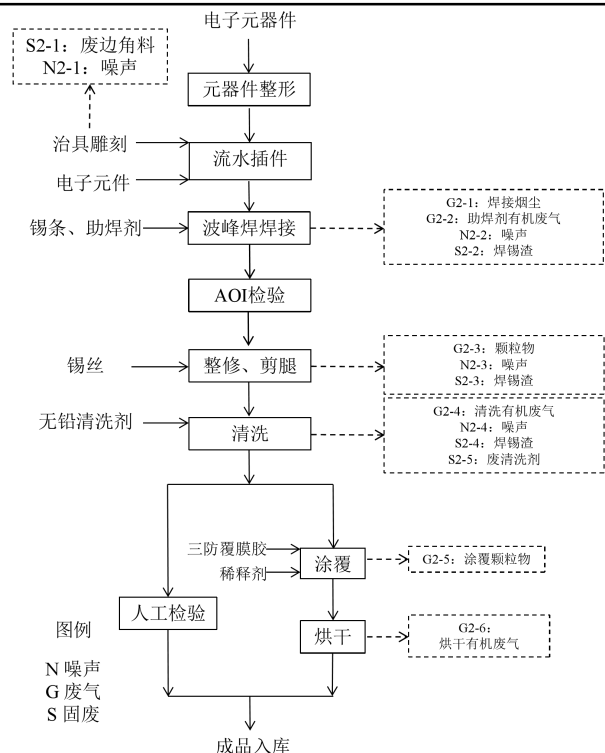 电子元器件
S2-1：废边角料
N2-1：噪声
元器件整形
治具雕刻
流水插件
电子元件
锡条、助焊剂
波峰焊焊接
G2-1：焊接烟尘
G2-2：助焊剂有机废气
N2-2：噪声
S2-2：焊锡渣
AOI检验
锡丝
整修、剪腿
G2-3：颗粒物
N2-3：噪声
S2-3：焊锡渣
无铅清洗剂
清洗
G2-4：清洗有机废气
N2-4：噪声
S2-4：焊锡渣
S2-5：废清洗剂
三防覆膜胶
稀释剂
涂覆
G2-5：涂覆颗粒物
人工检验
烘干
G2-6：
烘干有机废气
图例
N 噪声
G 废气
S 固废
成品入库